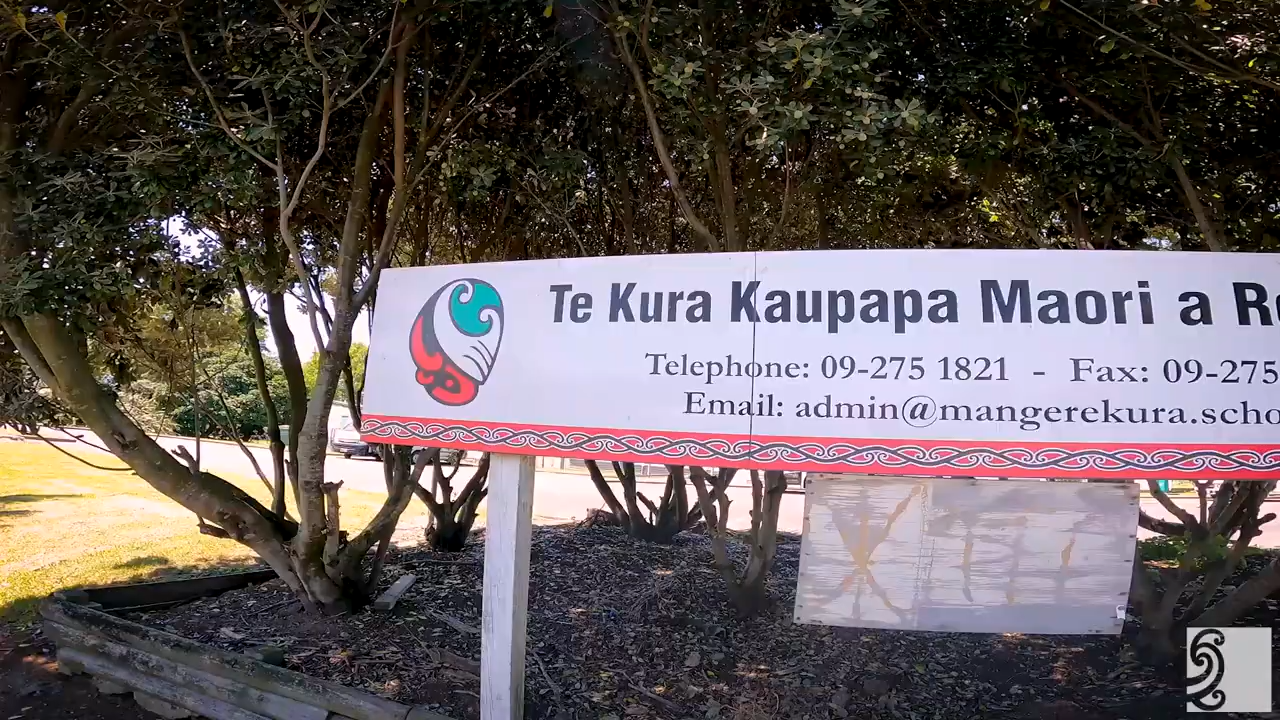 Te Kura Kaupapa Maori a
Telephone: 09-275 1821 - Fax: 09-275
Email: admin@mangerekura.scho